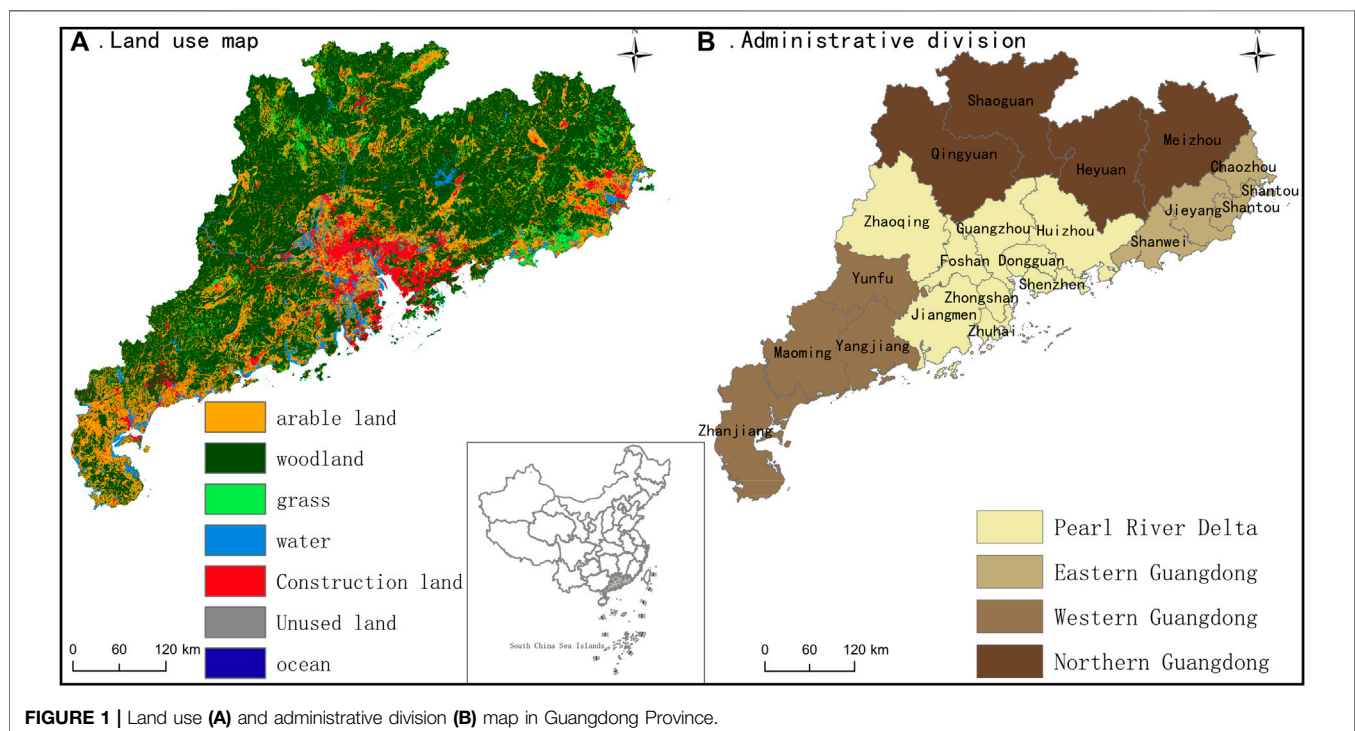 A .Land use map
arable land
woodland
grass
water
Construction land
Unused land
ocean
0 60 120 km
South China Sea Islands
B .Administrative division
Shaoguan
Meizhou
Qingyuan
Heyuan
Chaozhou
Shantou
Jieyang
Shantou
Zhaoqing
Guangzhou
Huizhou
Shanwei
Foshan
Dongguan
Yunfu
Shenzhen
Zhongshan
Jiangmen
Zhuhai
Maoming
Yangjiang
Zhanjiang
Pearl River Delta
Eastern Guangdong
Western Guangdong
Northern Guangdong
0 60 120 km
FIGURE 1 | Land use (A) and administrative division (B) map in Guangdong Province.